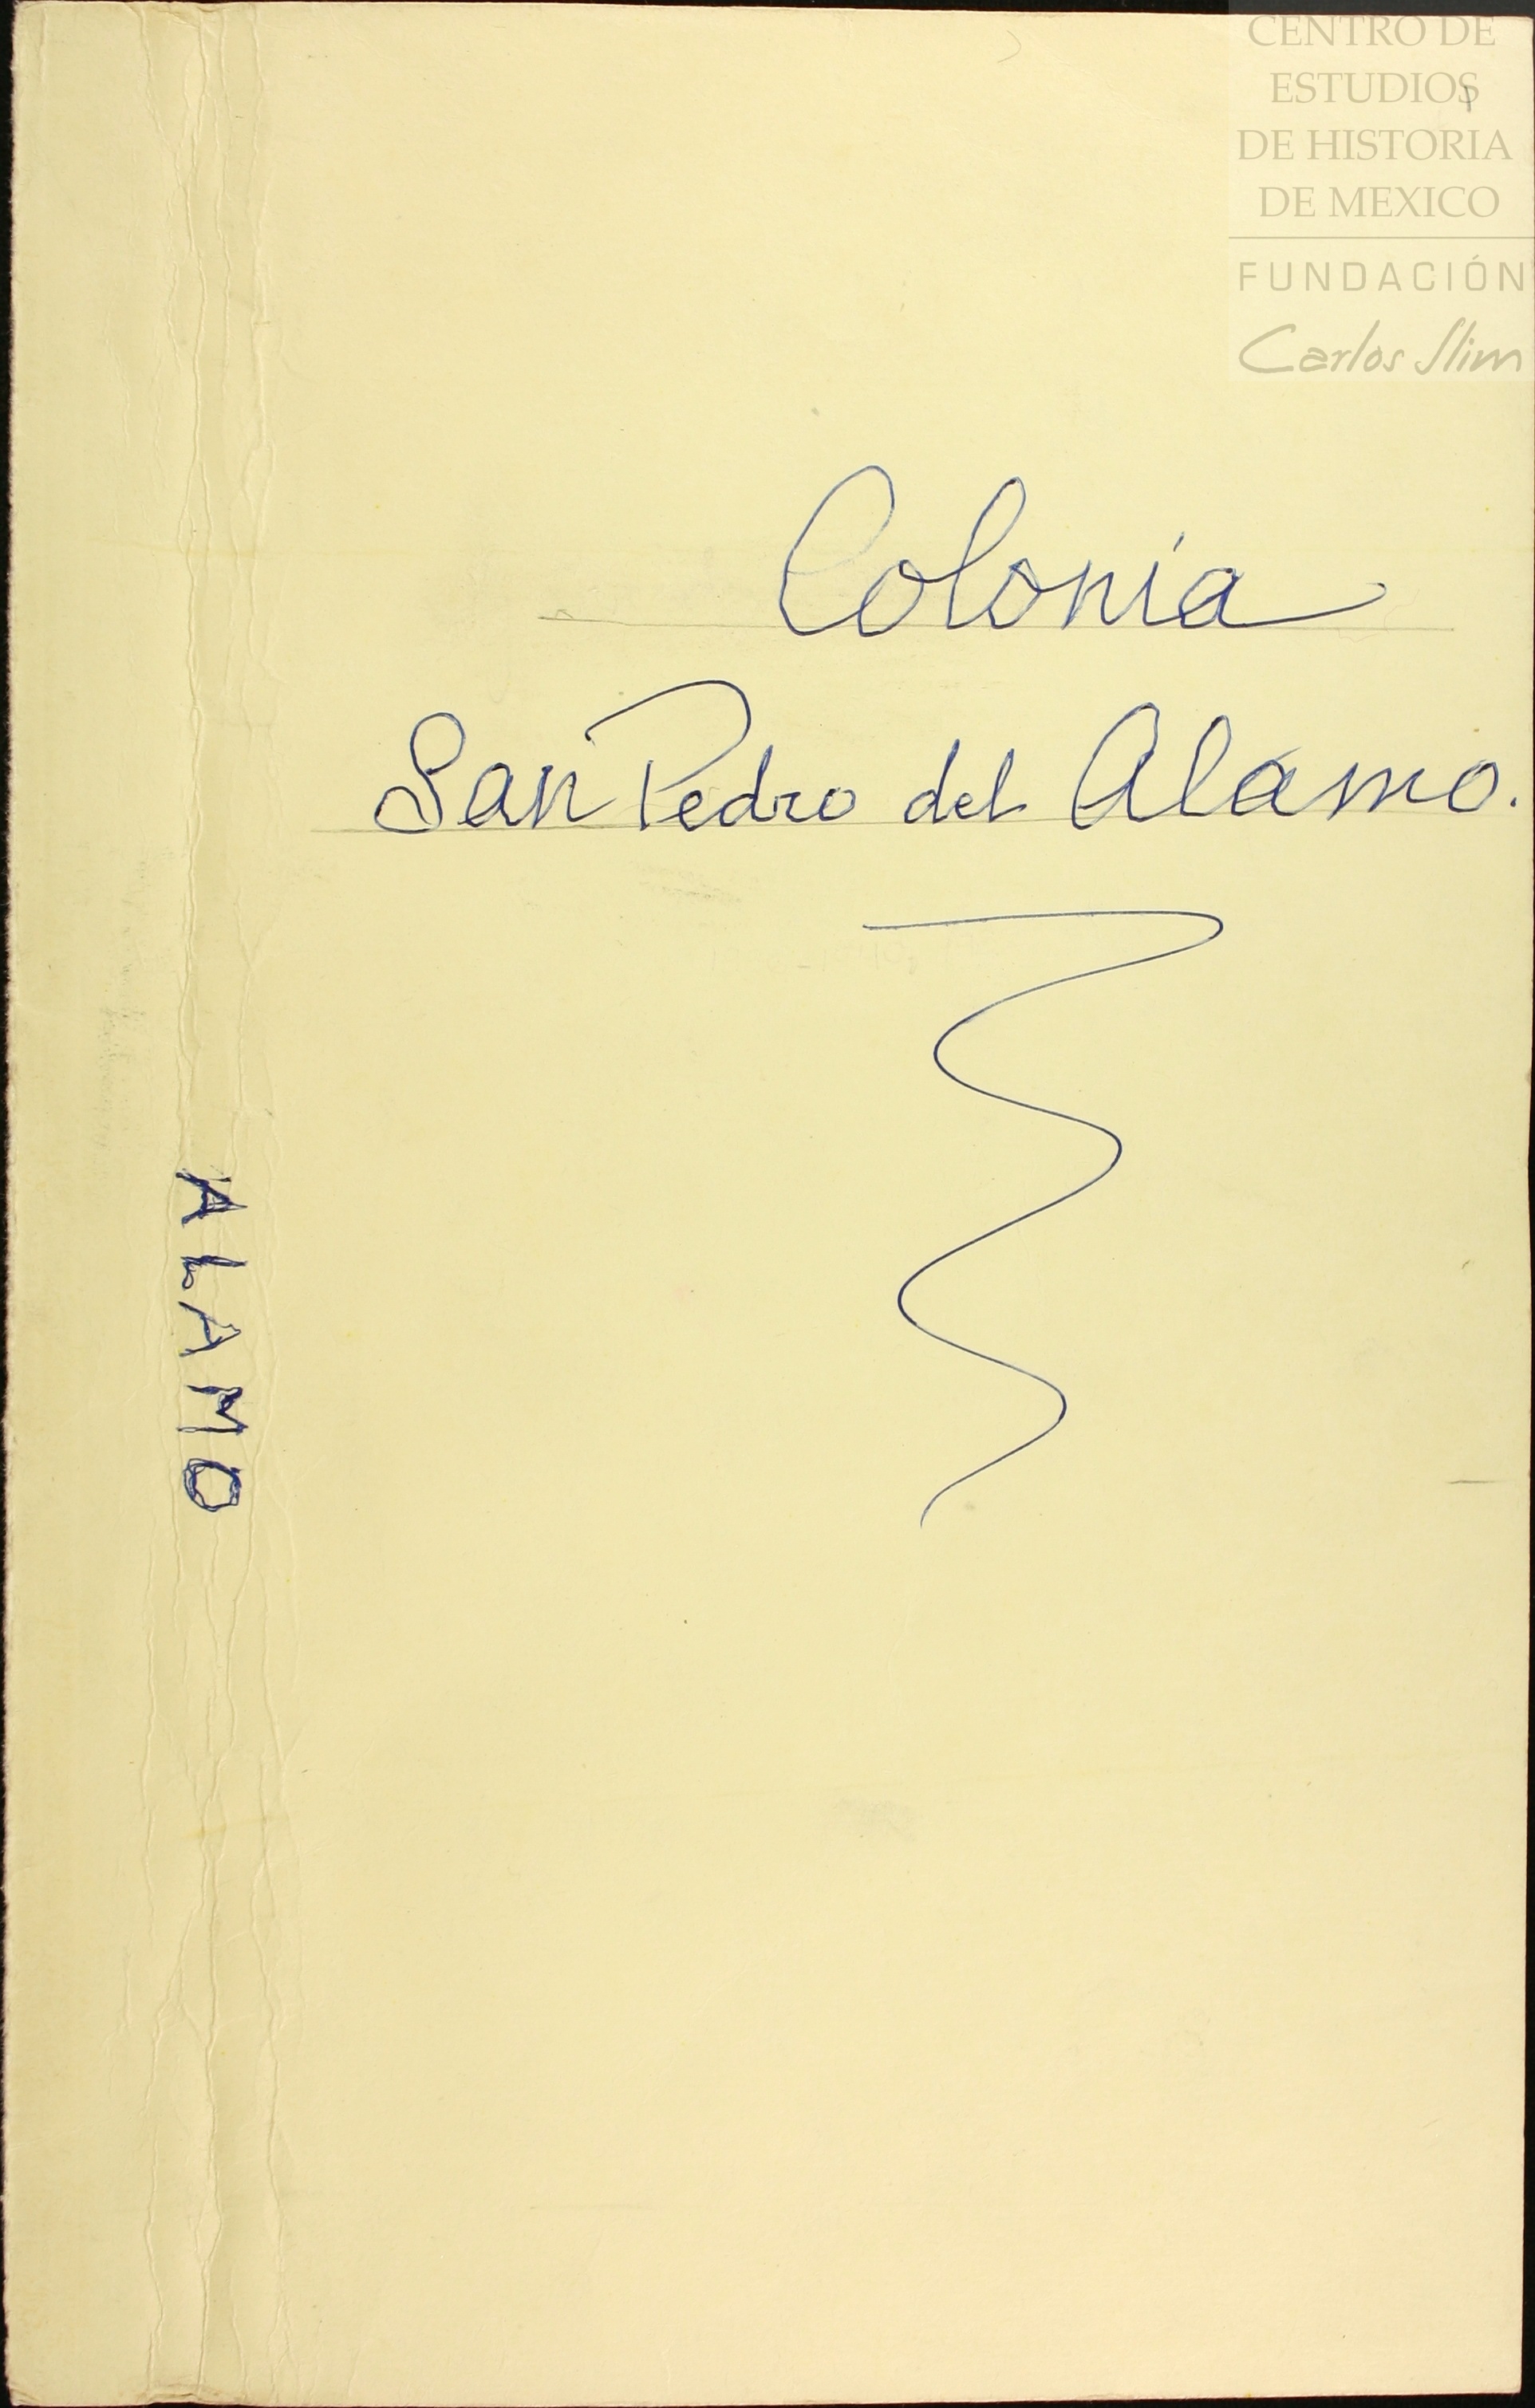 CENTRO DE
ESTUDIOS
DE HISTORIA
DE MEXICO
FUNDACIÓN
Carlos Slim
Colonia
San Pedro del Alamo.
ALAMO